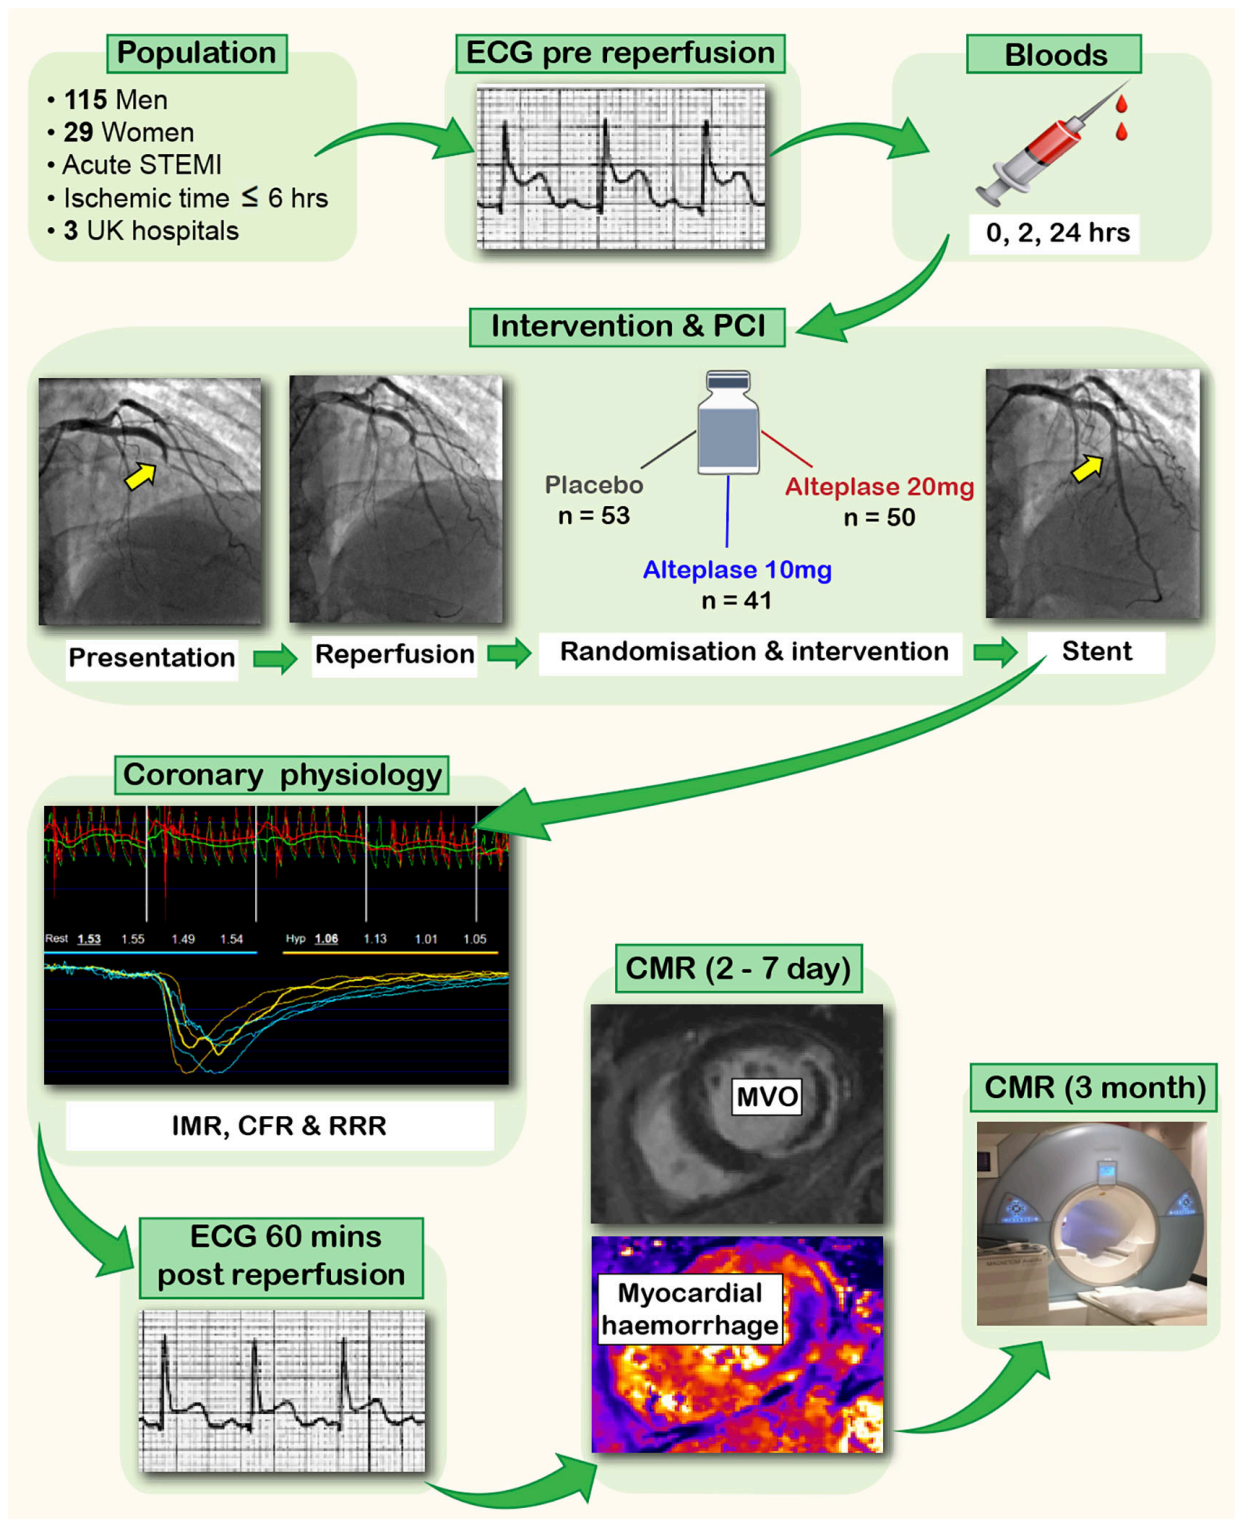 Population
• 115 Men
• 29 Women
• Acute STEMI
• Ischemic time ≤ 6 hrs
• 3 UK hospitals
ECG pre reperfusion
Bloods
0, 2, 24 hrs
Intervention & PCI
Placebo
n = 53
Alteplase 20mg
n = 50
Alteplase 10mg
n = 41
Presentation
Reperfusion
Randomisation & intervention
Stent
Coronary physiology
Rest 1.53 1.55 1.49 1.54 Hyp 1.06 1.13 1.01 1.05
IMR, CFR & RRR
ECG 60 mins
post reperfusion
CMR (2 - 7 day)
MVO
Myocardial
haemorrhage
CMR (3 month)
MAGNETOM